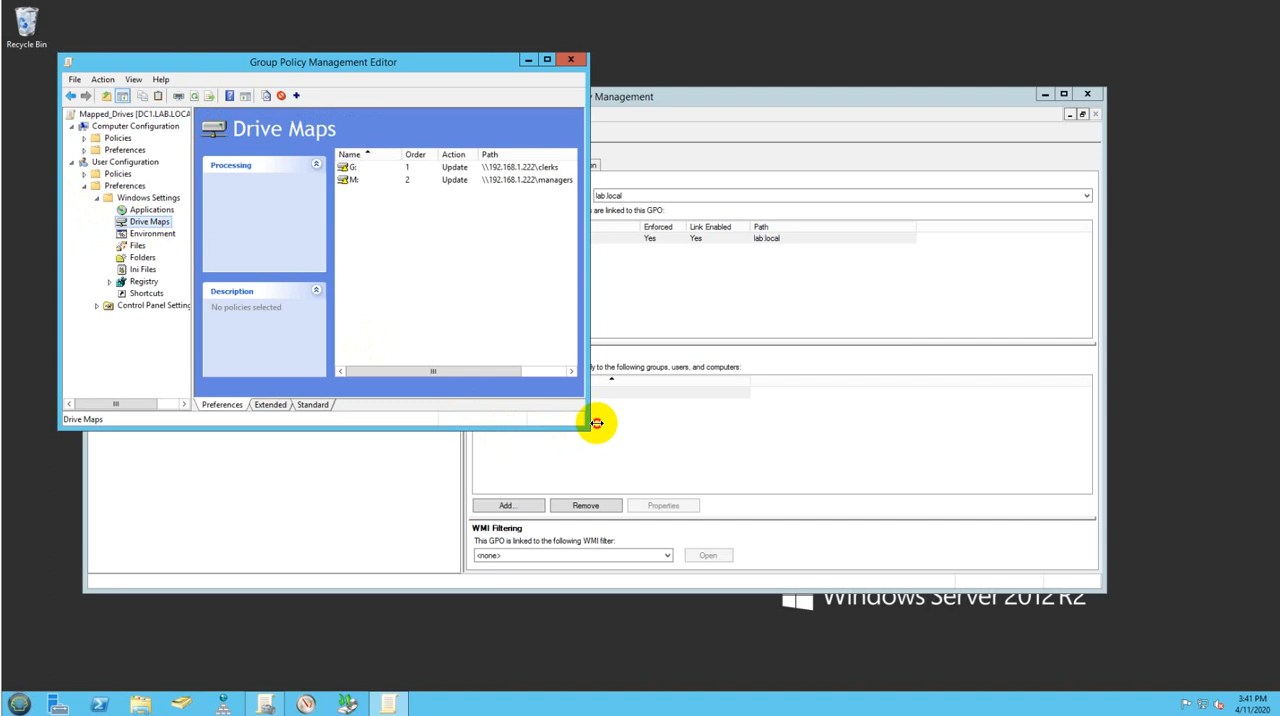 Recycle Bin
Group Policy Management Editor
File Action View Help
Mapped_Drives [DC1.LAB.LOCA
Computer Configuration
Policies
Preferences
User Configuration
Policies
Preferences
Windows Settings
Applications
Drive Maps
Environment
Files
Folders
Ini Files
Registry
Shortcuts
Control Panel Setting
Drive Maps
Processing
Description
No policies selected
Name Order Action Path
G: 1 Update \\192.168.1.222\clerks
M: 2 Update \\192.168.1.222\managers
Preferences Extended Standard
Drive Maps
y Management
lab.local
are linked to this GPO:
Enforced Link Enabled Path
Yes Yes lab.local
ly to the following groups, users, and computers:
Add... Remove Properties
WMI Filtering
This GPO is linked to the following WMI filter:
<none> Open
Windows Server 2012 R2
3:41 PM
4/11/2020